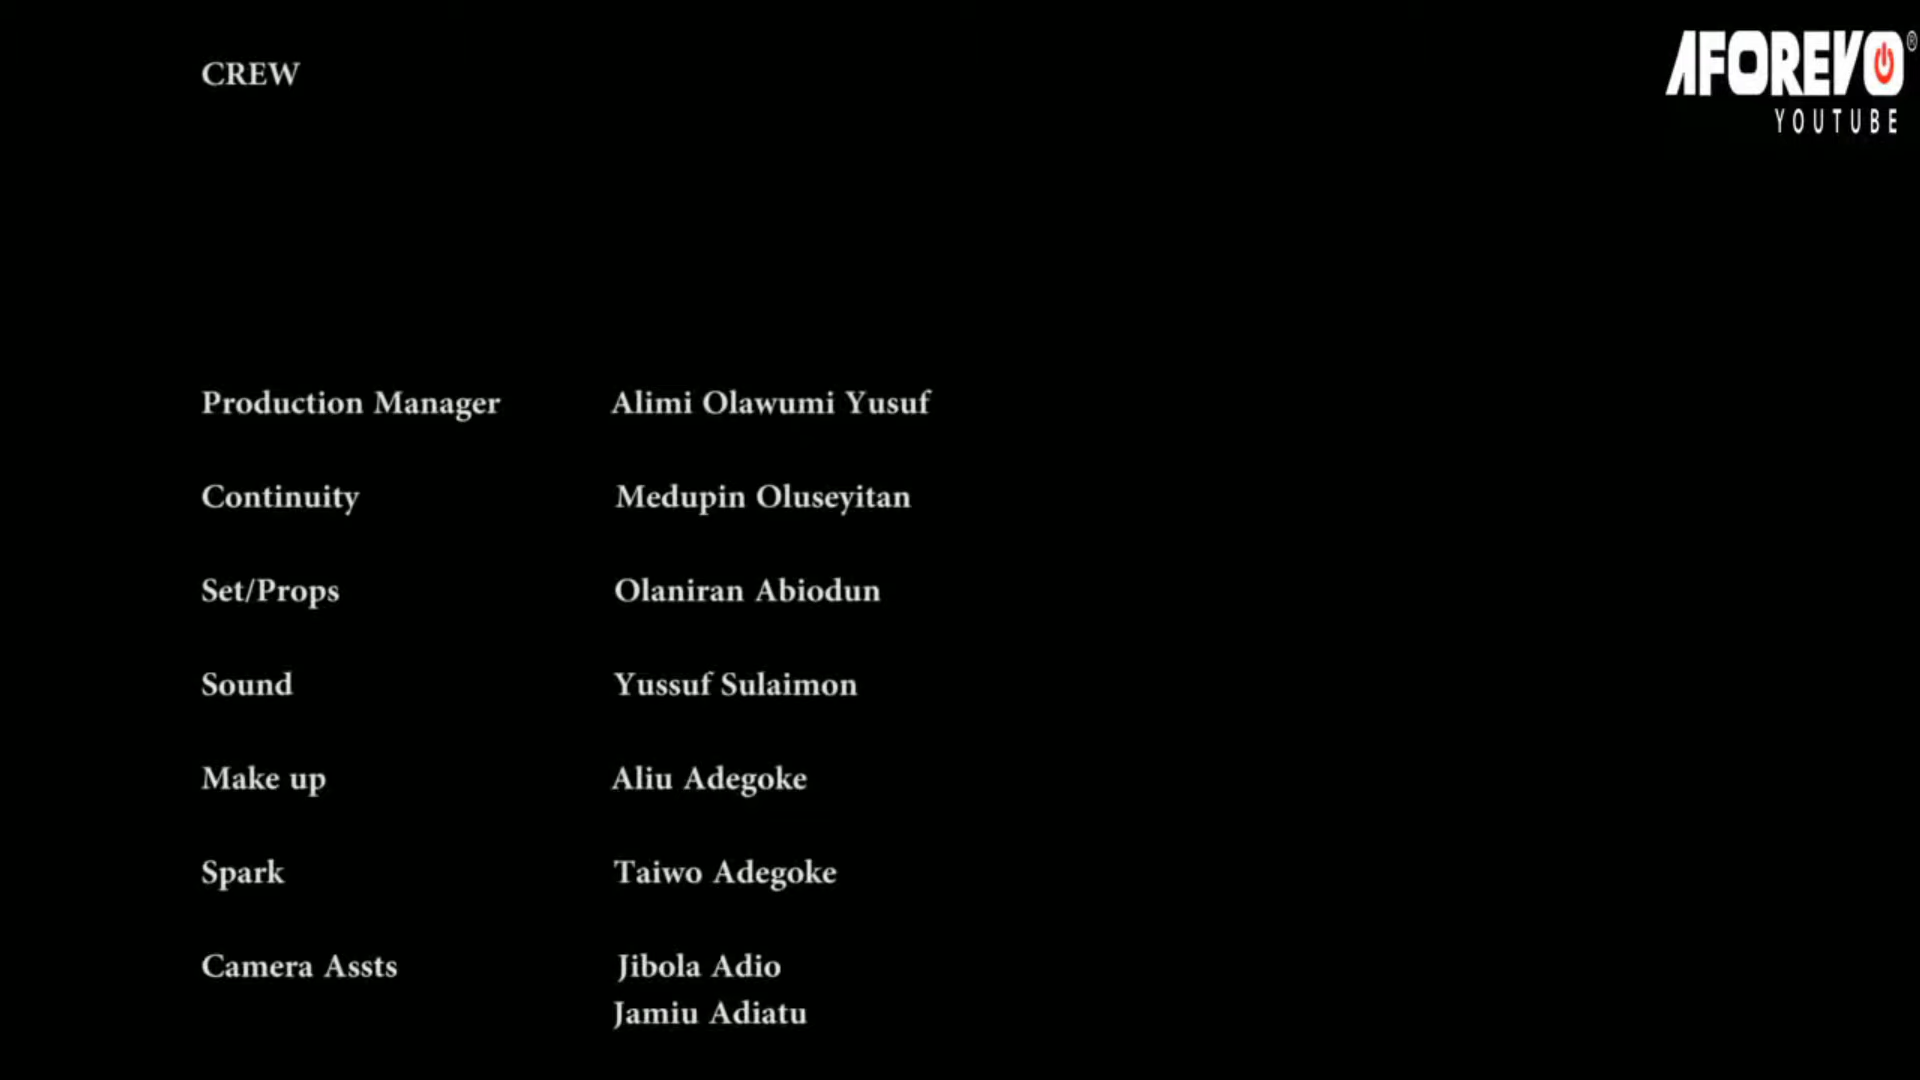 CREW
AFOREVO®
YOUTUBE
Production Manager Alimi Olawumi Yusuf
Continuity Medupin Oluseyitan
Set/Props Olaniran Abiodun
Sound Yussuf Sulaimon
Make up Aliu Adegoke
Spark Taiwo Adegoke
Camera Assts Jibola Adio
Jamiu Adiatu